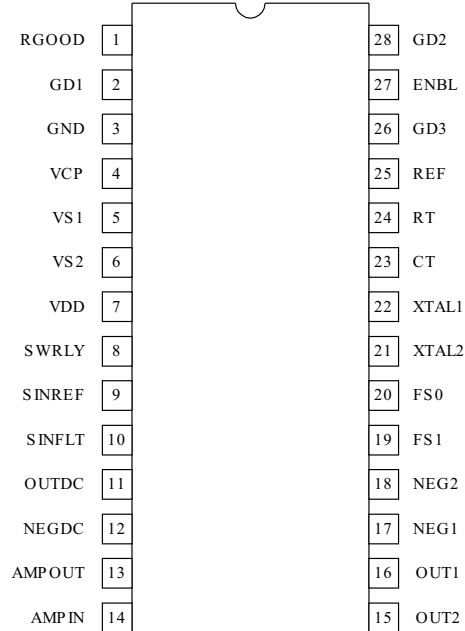 RGOOD 1 28 GD2
GD1 2 27 ENBL
GND 3 26 GD3
VCP 4 25 REF
VS1 5 24 RT
VS2 6 23 CT
VDD 7 22 XTAL1
SWRLY 8 21 XTAL2
SINREF 9 20 FS0
SINFLT 10 19 FS1
OUTDC 11 18 NEG2
NEGDC 12 17 NEG1
AMPOUT 13 16 OUT1
AMPIN 14 15 OUT2